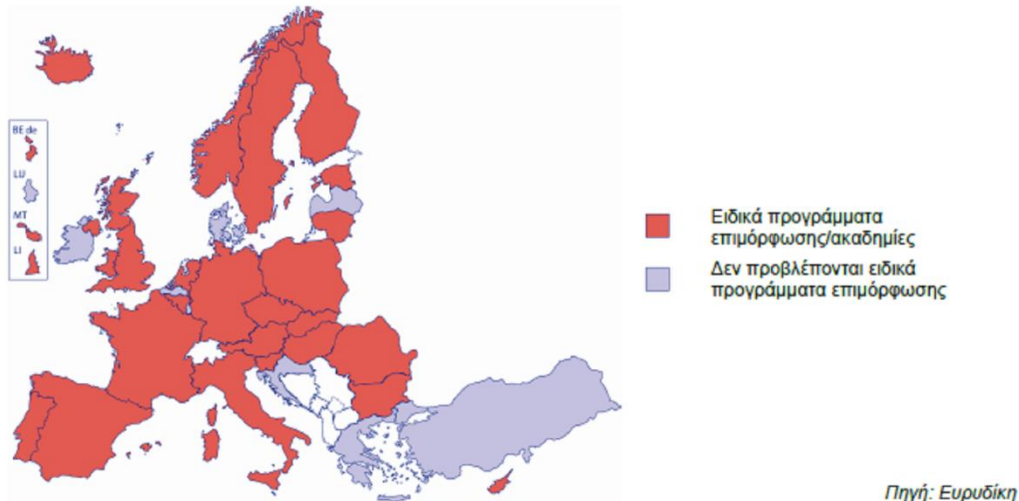 BE de
LU
MT
LI
Ειδικά προγράμματα
επιμόρφωσης/ακαδημίες
Δεν προβλέπονται ειδικά
προγράμματα επιμόρφωσης
Πηγή: Ευρυδίκη